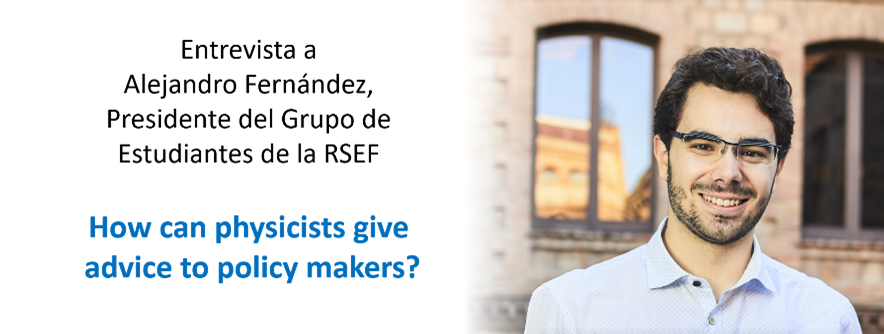 Entrevista a
Alejandro Fernández,
Presidente del Grupo de
Estudiantes de la RSEF
How can physicists give
advice to policy makers?